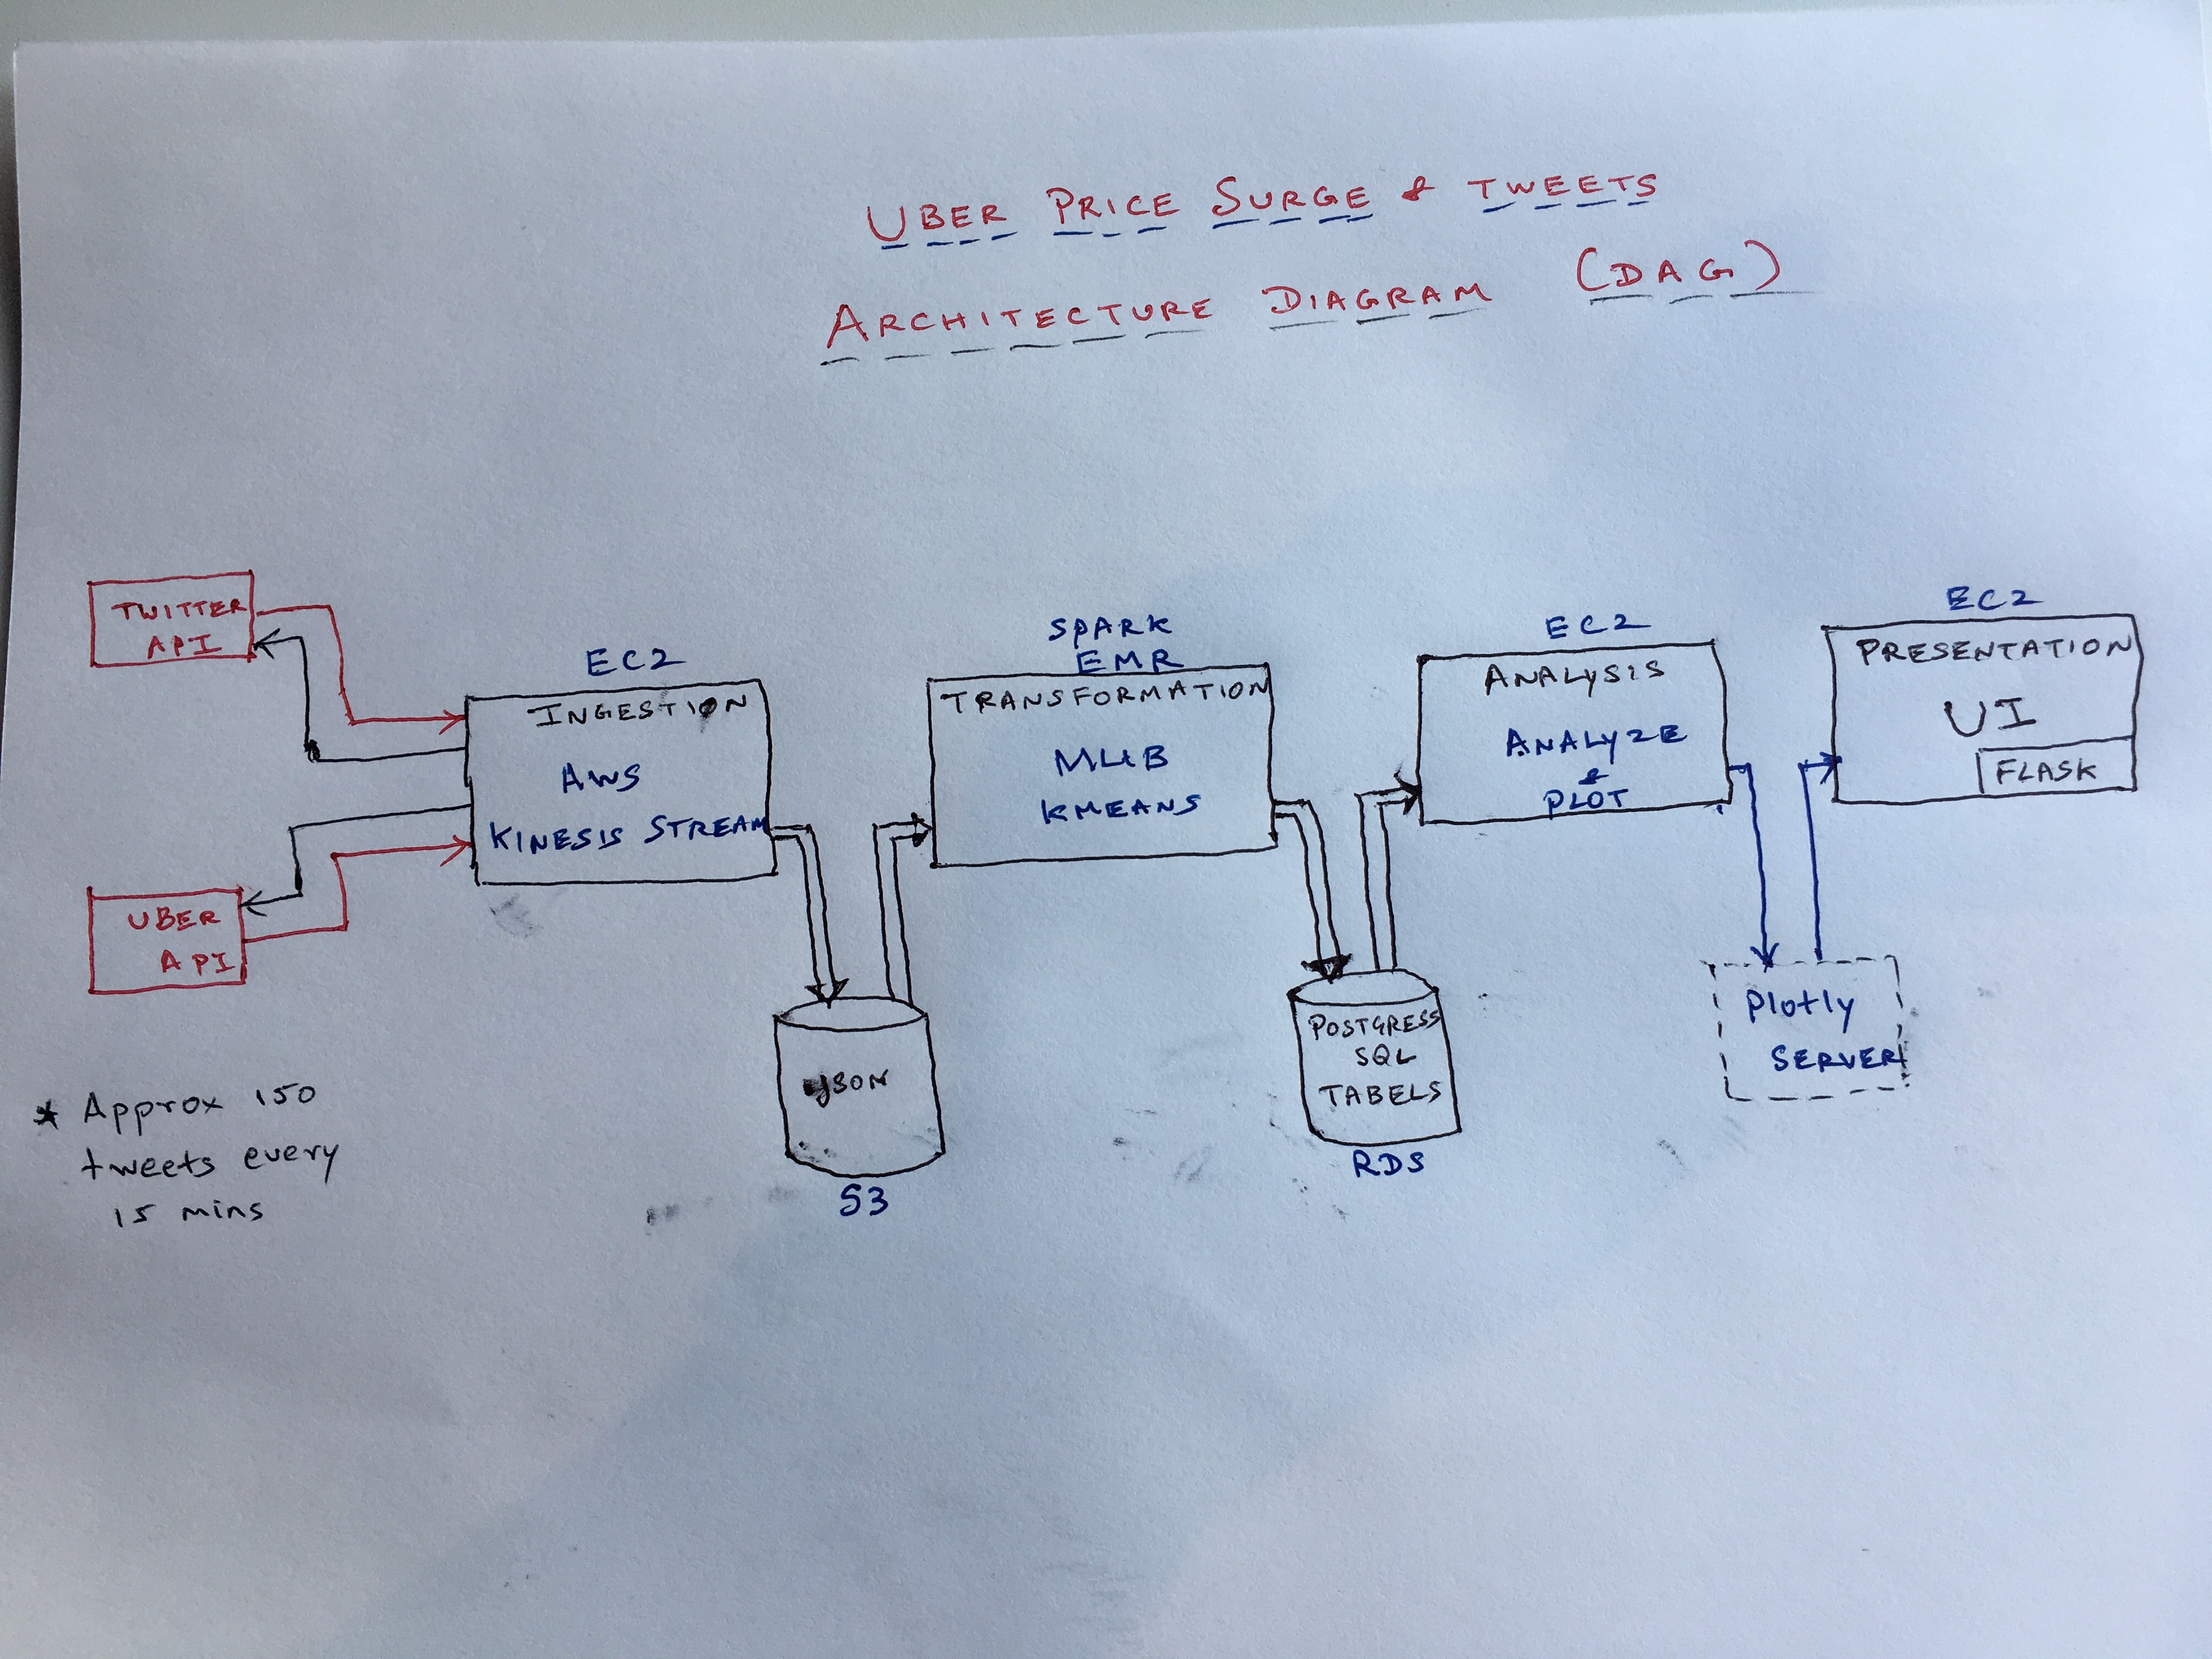 UBER PRICE SURGE & TWEETS
ARCHITECTURE DIAGRAM (DAG)
TWITTER
API
UBER
API
* Approx 150
tweets every
15 mins
EC2
INGESTION
AWS
KINESIS STREAM
JSON
S3
SPARK
EMR
TRANSFORMATION
MLIB
KMEANS
POSTGRESS
SQL
TABELS
RDS
EC2
ANALYSIS
ANALYZE
&
PLOT
Plotly
SERVER
EC2
PRESENTATION
UI
FLASK